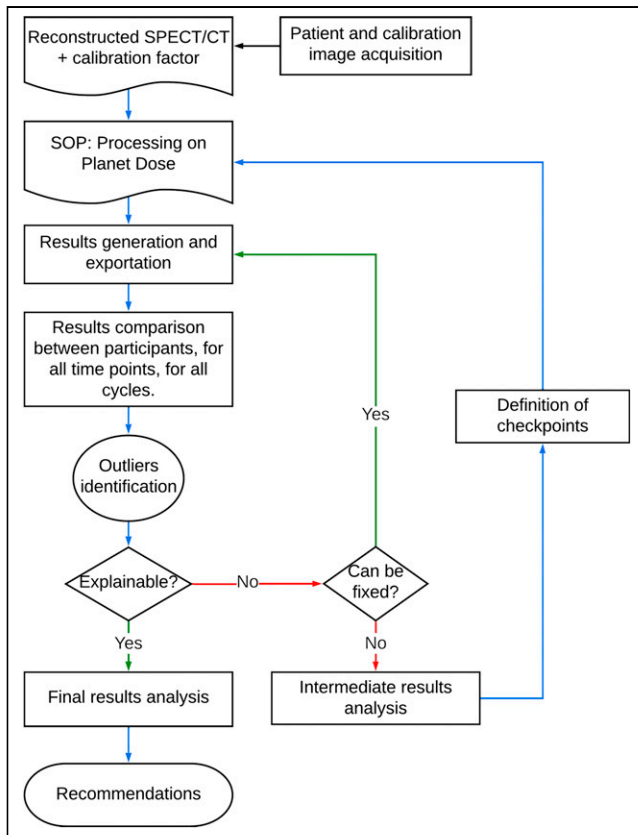 Reconstructed SPECT/CT
+ calibration factor
Patient and calibration
image acquisition
SOP: Processing on
Planet Dose
Results generation and
exportation
Results comparison
between participants, for
all time points, for all
cycles.
Yes
Definition of
checkpoints
Outliers
identification
Explainable?
No
Can be
fixed?
Yes
No
Final results analysis
Intermediate results
analysis
Recommendations